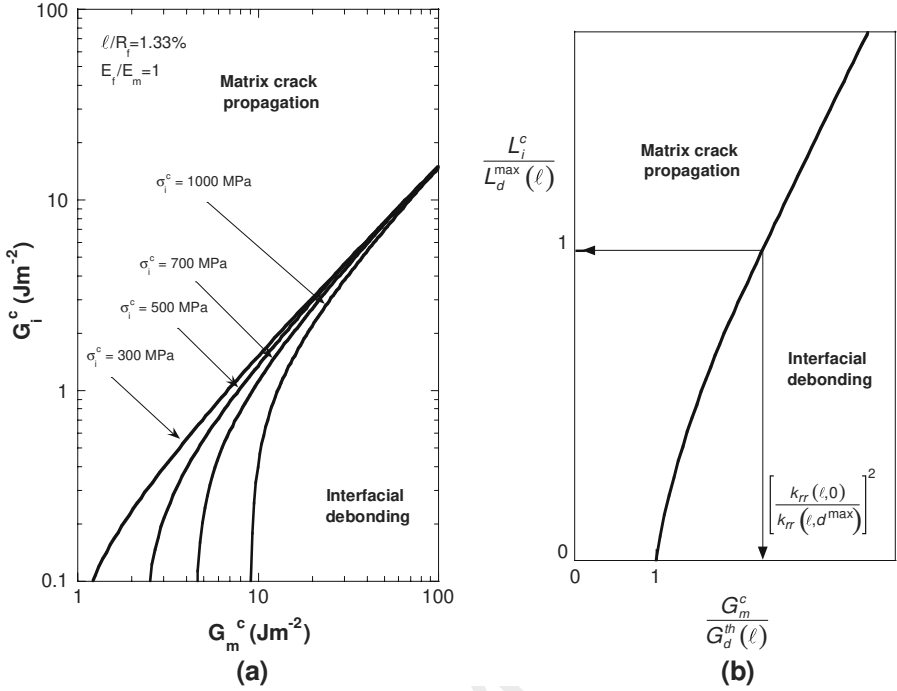 100
ℓ/R_f=1.33%
E_f/E_m=1
Matrix crack
propagation
σ_i^c = 1000 MPa
10
σ_i^c = 700 MPa
σ_i^c = 500 MPa
σ_i^c = 300 MPa
G_i^c (Jm^-2)
1
Interfacial
debonding
0.1
1
10
100
G_m^c (Jm^-2)
(a)
L_i^c / L_d^max (ℓ)
Matrix crack
propagation
1
Interfacial
debonding
[k_rr (ℓ,0) / k_rr (ℓ,d^max)]^2
0
0
1
G_m^c / G_d^th (ℓ)
(b)